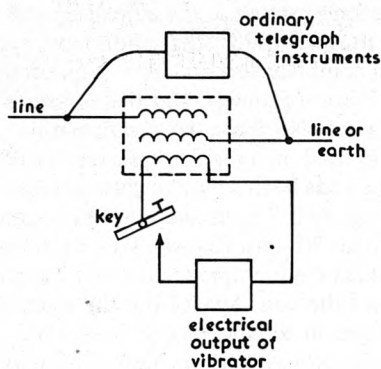 ordinary
telegraph
instruments
line
line or
earth
key
electrical
output of
vibrator